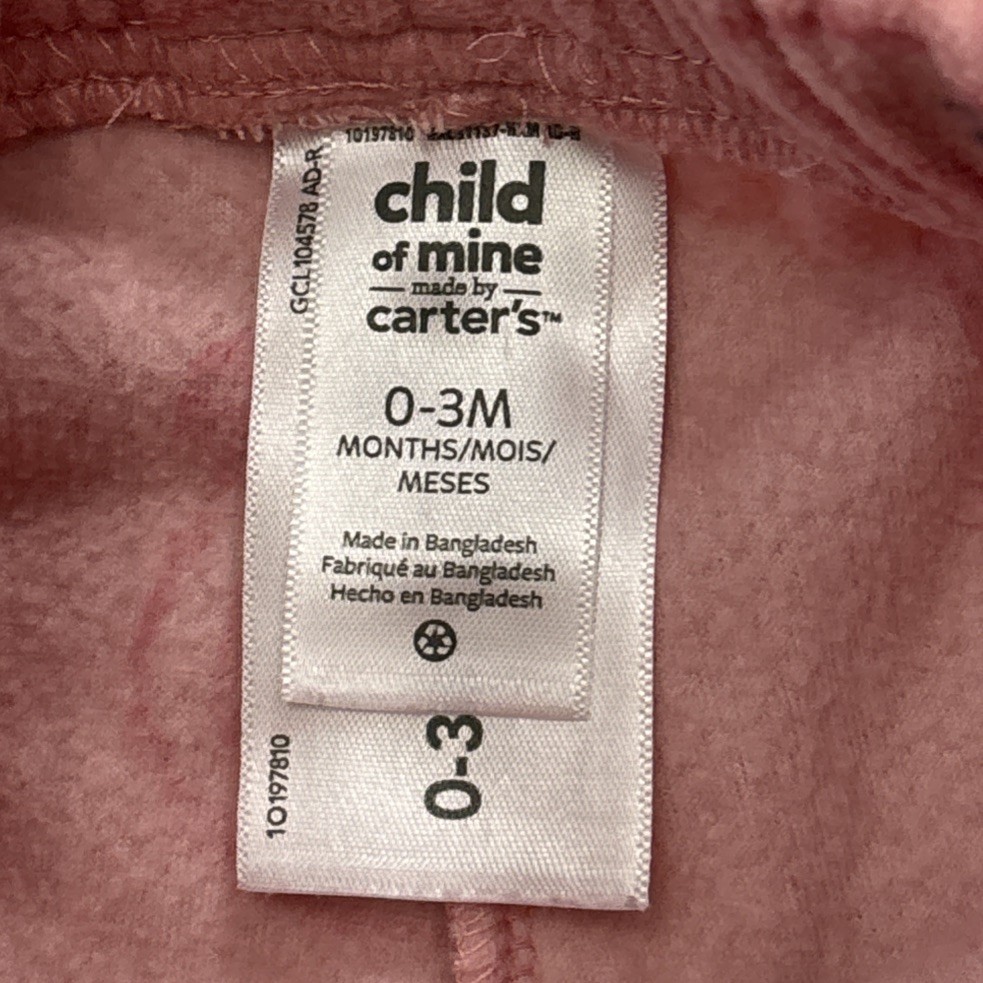 10197810
GCL104578 AD-R
child
of mine
made by
carter's™
0-3M
MONTHS/MOIS/
MESES
Made in Bangladesh
Fabriqué au Bangladesh
Hecho en Bangladesh
0-3
10197810